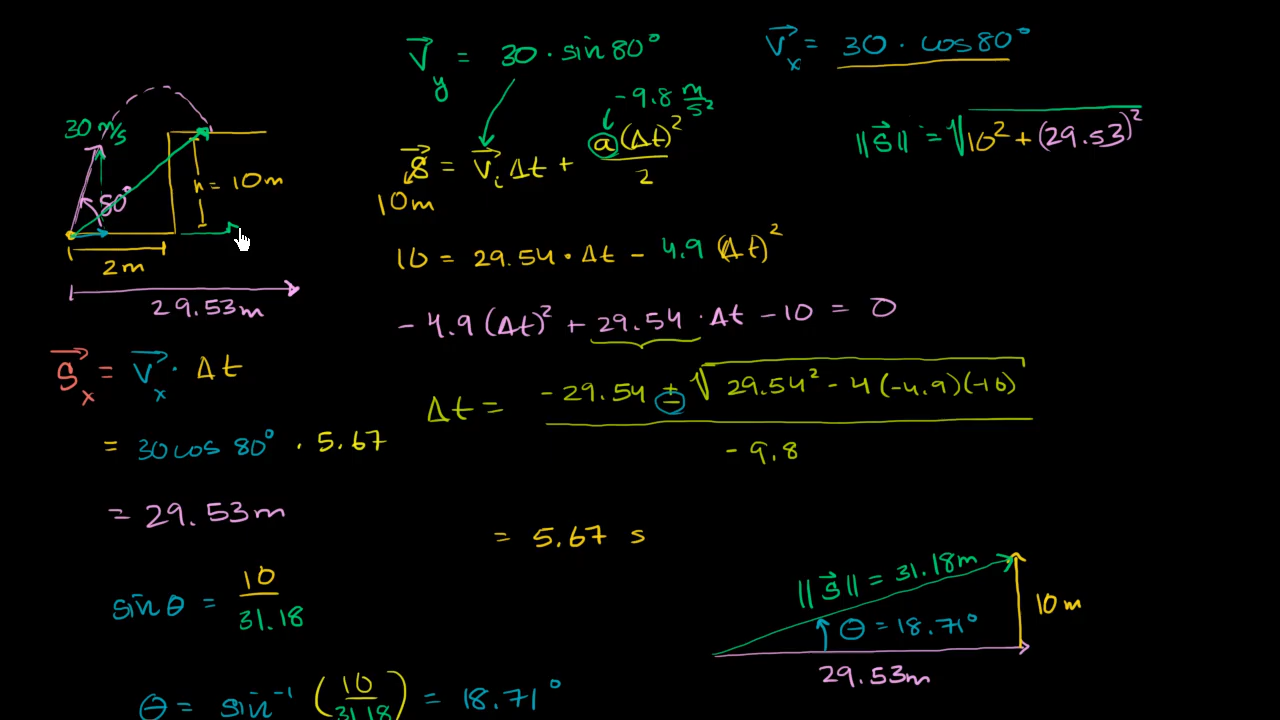 V⃗y = 30 · sin 80°
V⃗x = 30 · cos 80°
-9.8 m/s²
30 m/s
80°
h = 10m
2m
29.53m
S⃗ = V⃗i Δt + a(Δt)²/2
10m
||S⃗|| = √10² + (29.53)²
10 = 29.54 · Δt - 4.9 (Δt)²
-4.9 (Δt)² + 29.54 · Δt - 10 = 0
Δt = -29.54 ± √29.54² - 4(-4.9)(-10) / -9.8
= 5.67 s
S⃗x = V⃗x · Δt
= 30 cos 80° · 5.67
= 29.53m
sin θ = 10/31.18
θ = sin⁻¹ (10/31.18) = 18.71°
||S⃗|| = 31.18m
10m
θ = 18.71°
29.53m